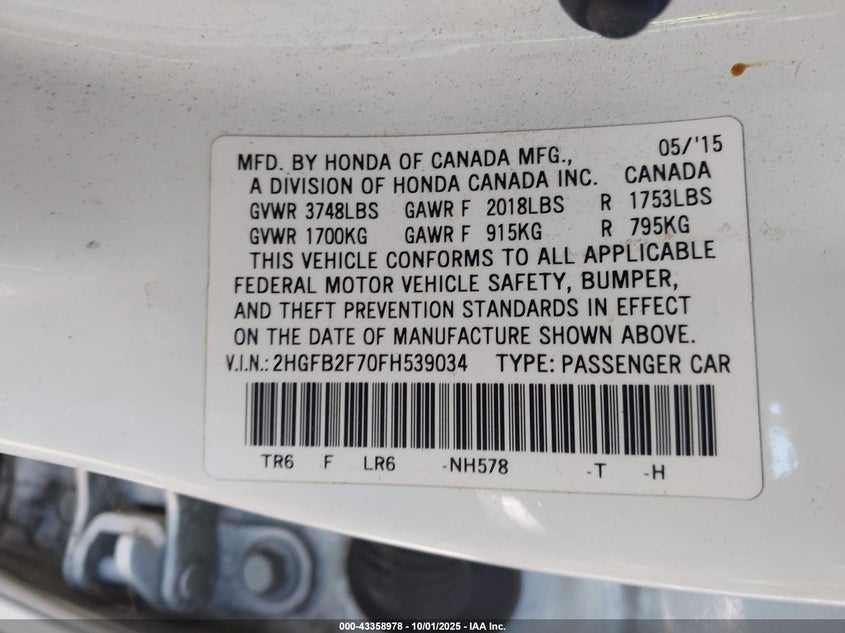 05/'15
MFD. BY HONDA OF CANADA MFG.,
A DIVISION OF HONDA CANADA INC. CANADA
GVWR 3748LBS GAWR F 2018LBS R 1753LBS
GVWR 1700KG GAWR F 915KG R 795KG
THIS VEHICLE CONFORMS TO ALL APPLICABLE
FEDERAL MOTOR VEHICLE SAFETY, BUMPER,
AND THEFT PREVENTION STANDARDS IN EFFECT
ON THE DATE OF MANUFACTURE SHOWN ABOVE.
V.I.N.: 2HGFB2F70FH539034 TYPE: PASSENGER CAR
TR6 F LR6 -NH578 -T -H
000-43358978 - 10/01/2025 - IAA Inc.